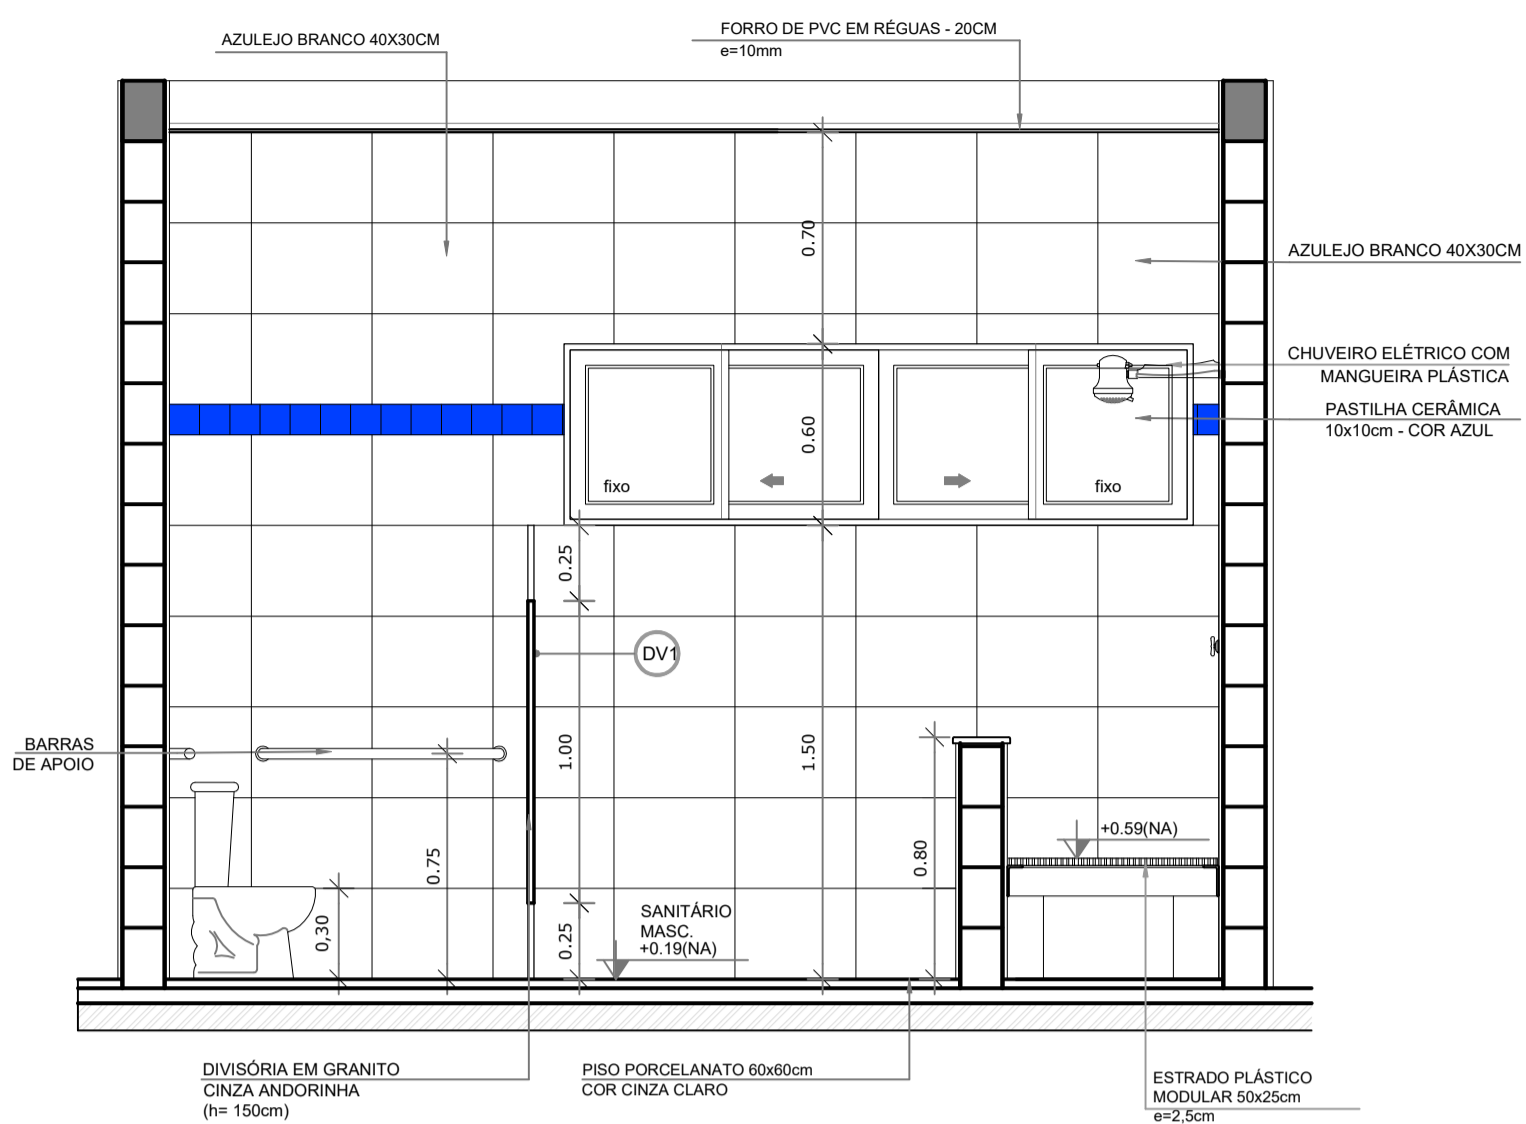 AZULEJO BRANCO 40X30CM
FORRO DE PVC EM RÉGUAS - 20CM
e=10mm
0.70
AZULEJO BRANCO 40X30CM
CHUVEIRO ELÉTRICO COM
MANGUEIRA PLÁSTICA
PASTILHA CERÂMICA
10x10cm - COR AZUL
0.60
fixo
fixo
0.25
DV1
BARRAS
DE APOIO
1.00
1.50
0.75
0.80
+0.59(NA)
0,30
0.25
SANITÁRIO
MASC.
+0.19(NA)
DIVISÓRIA EM GRANITO
CINZA ANDORINHA
(h= 150cm)
PISO PORCELANATO 60x60cm
COR CINZA CLARO
ESTRADO PLÁSTICO
MODULAR 50x25cm
e=2,5cm